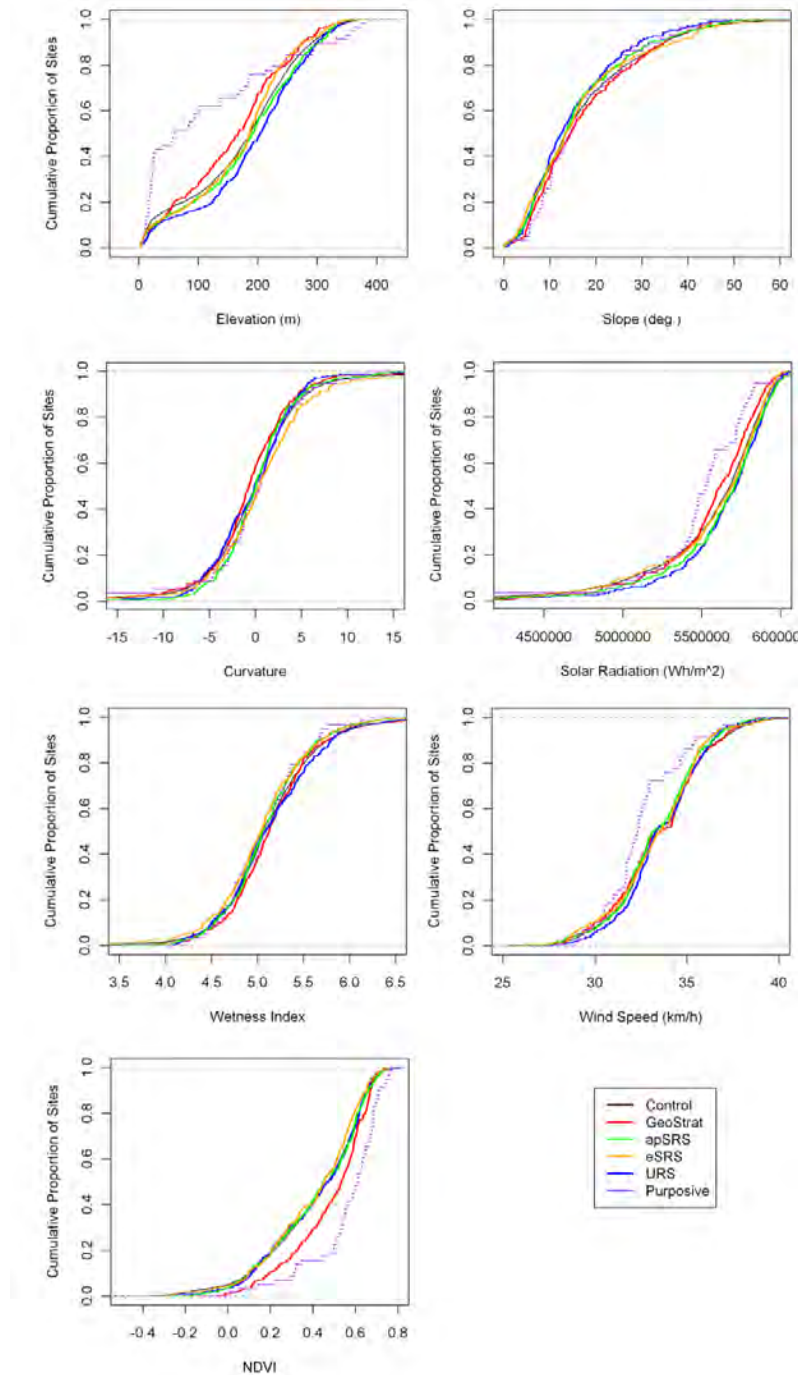 Cumulative Proportion of Sites
0.0 0.2 0.4 0.6 0.8 1.0
0 100 200 300 400
Elevation (m)
Cumulative Proportion of Sites
0.0 0.2 0.4 0.6 0.8 1.0
0 10 20 30 40 50 60
Slope (deg.)
Cumulative Proportion of Sites
0.0 0.2 0.4 0.6 0.8 1.0
-15 -10 -5 0 5 10 15
Curvature
Cumulative Proportion of Sites
0.0 0.2 0.4 0.6 0.8 1.0
4500000 5000000 5500000 600000
Solar Radiation (Wh/m^2)
Cumulative Proportion of Sites
0.0 0.2 0.4 0.6 0.8 1.0
3.5 4.0 4.5 5.0 5.5 6.0 6.5
Wetness Index
Cumulative Proportion of Sites
0.0 0.2 0.4 0.6 0.8 1.0
25 30 35 40
Wind Speed (km/h)
Cumulative Proportion of Sites
0.0 0.2 0.4 0.6 0.8 1.0
-0.4 -0.2 0.0 0.2 0.4 0.6 0.8
NDVI
Control
GeoStrat
apSRS
eSRS
URS
Purposive